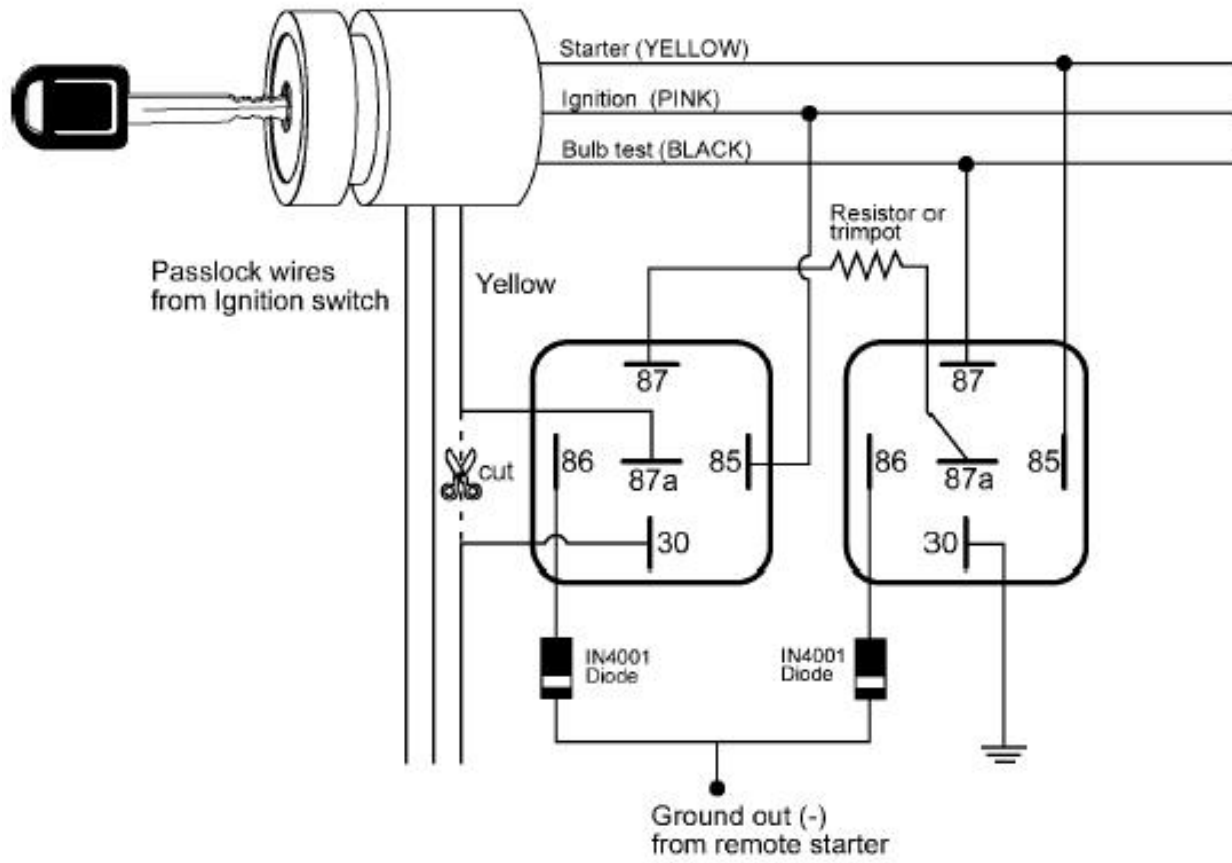 Starter (YELLOW)
Ignition (PINK)
Bulb test (BLACK)
Resistor or
trimpot
Passlock wires
from Ignition switch
Yellow
87
87
cut
86
87a
85
86
87a
85
30
30
IN4001
Diode
IN4001
Diode
Ground out (-)
from remote starter